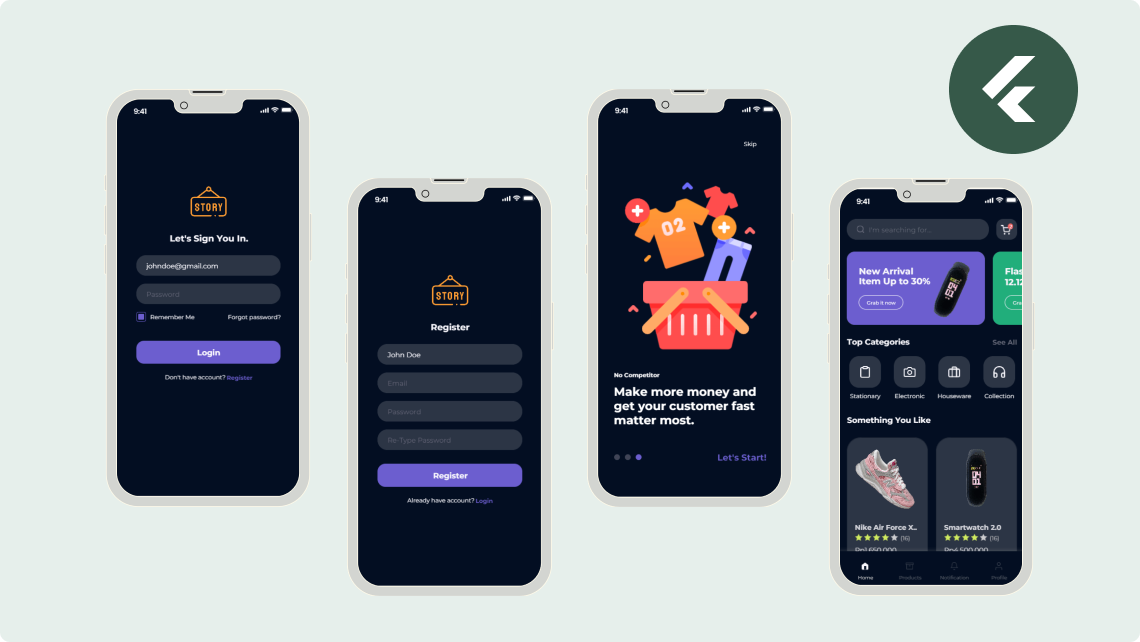 9:41
STORY
Let's Sign You In.
johndoe@gmail.com
Password
Remember Me
Forgot password?
Login
Don't have account? Register
9:41
STORY
Register
John Doe
Email
Password
Re-Type Password
Register
Already have account? Login
9:41
Skip
02
No Competitor
Make more money and
get your customer fast
matter most.
Let's Start!
9:41
I'm searching for...
New Arrival
Item Up to 30%
Grab it now
Flas
12.12
Gra
Top Categories
See All
Stationary
Electronic
Houseware
Collection
Something You Like
Nike Air Force X..
(16)
Rp1.650.000
Smartwatch 2.0
(16)
Rp4.500.000
Home
Products
Notification
Profile